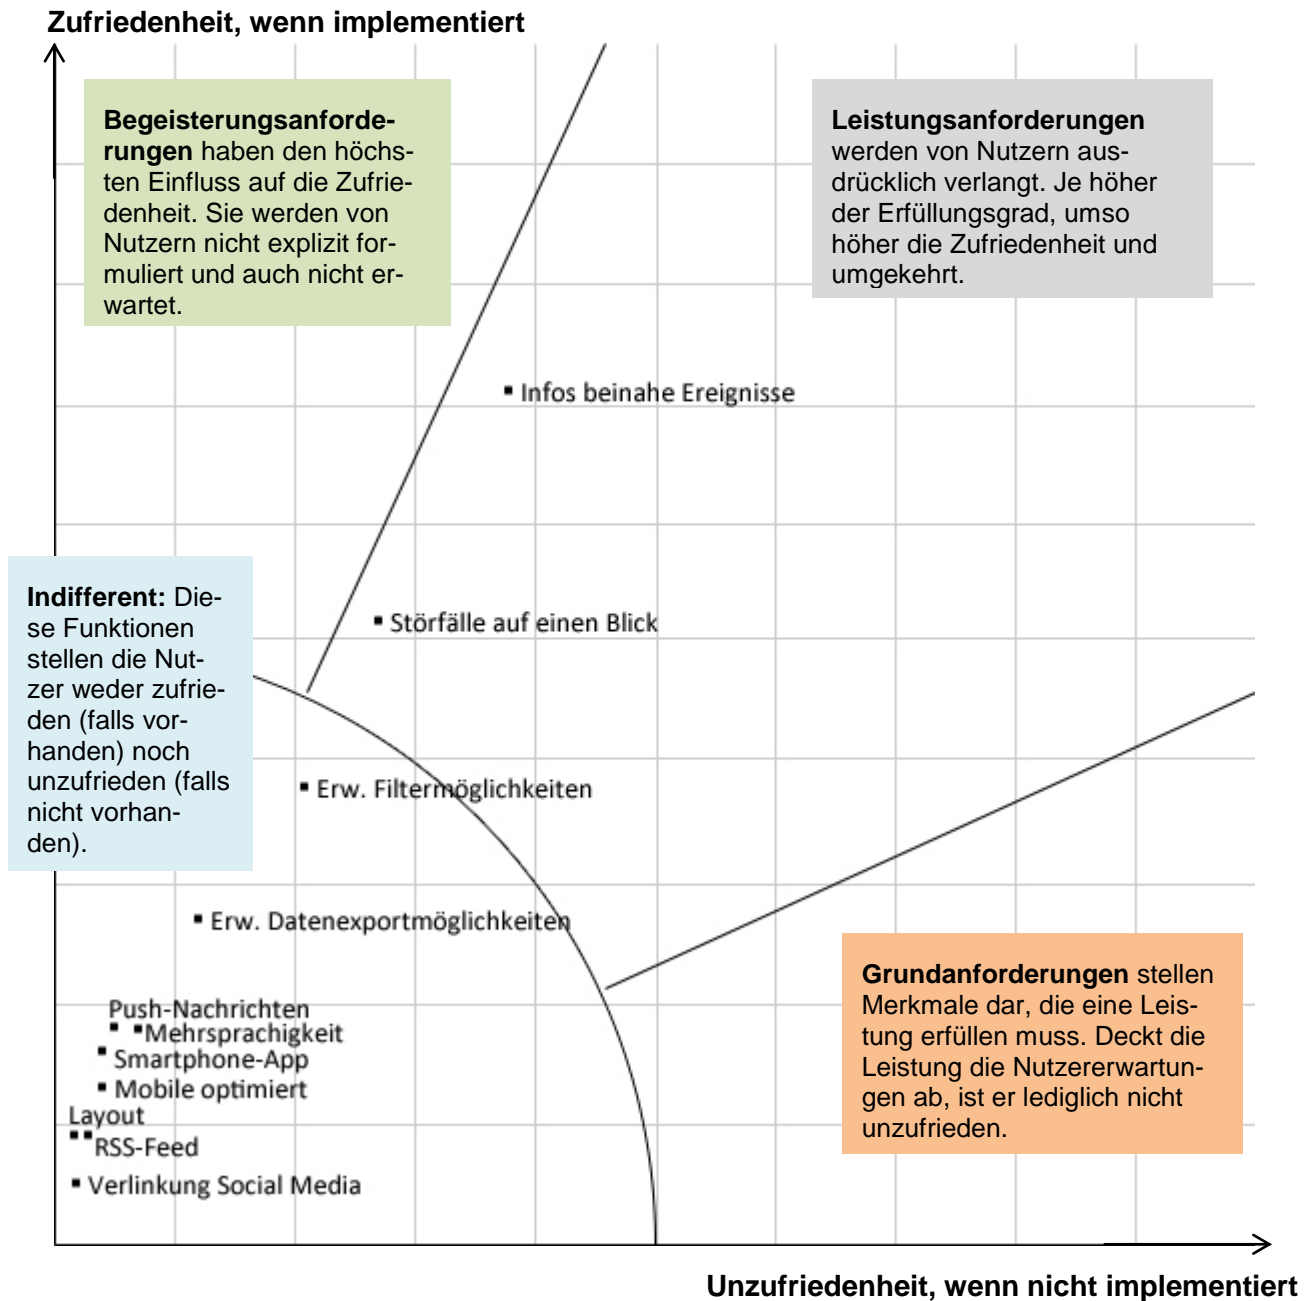 Zufriedenheit, wenn implementiert
Begeisterungsanforde-
rungen haben den höchs-
ten Einfluss auf die Zufrie-
denheit. Sie werden von
Nutzern nicht explizit for-
muliert und auch nicht er-
wartet.
Leistungsanforderungen
werden von Nutzern aus-
drücklich verlangt. Je höher
der Erfüllungsgrad, umso
höher die Zufriedenheit und
umgekehrt.
Infos beinahe Ereignisse
Störfälle auf einen Blick
Indifferent: Die-
se Funktionen
stellen die Nut-
zer weder zufrie-
den (falls vor-
handen) noch
unzufrieden (falls
nicht vorhan-
den).
Erw. Filtermöglichkeiten
Erw. Datenexportmöglichkeiten
Push-Nachrichten
Mehrsprachigkeit
Smartphone-App
Mobile optimiert
Layout
RSS-Feed
Verlinkung Social Media
Grundanforderungen stellen
Merkmale dar, die eine Leis-
tung erfüllen muss. Deckt die
Leistung die Nutzererwartun-
gen ab, ist er lediglich nicht
unzufrieden.
Unzufriedenheit, wenn nicht implementiert